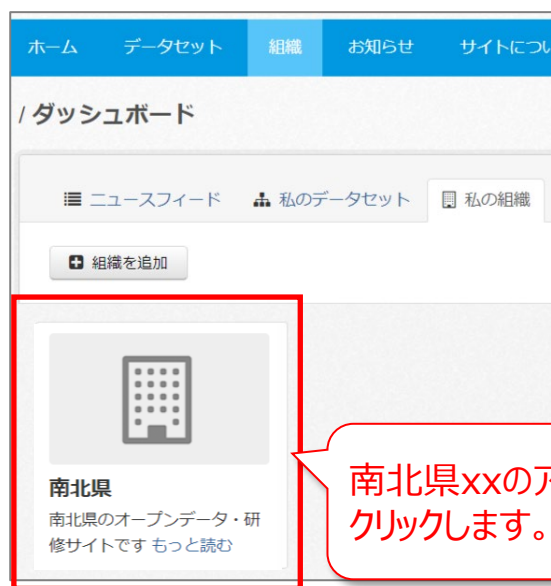 ホーム データセット 組織 お知らせ サイトについ
/ ダッシュボード
ニュースフィード 私のデータセット 私の組織
組織を追加
南北県
南北県のオープンデータ・研
修サイトです もっと読む
南北県xxのア
クリックします。